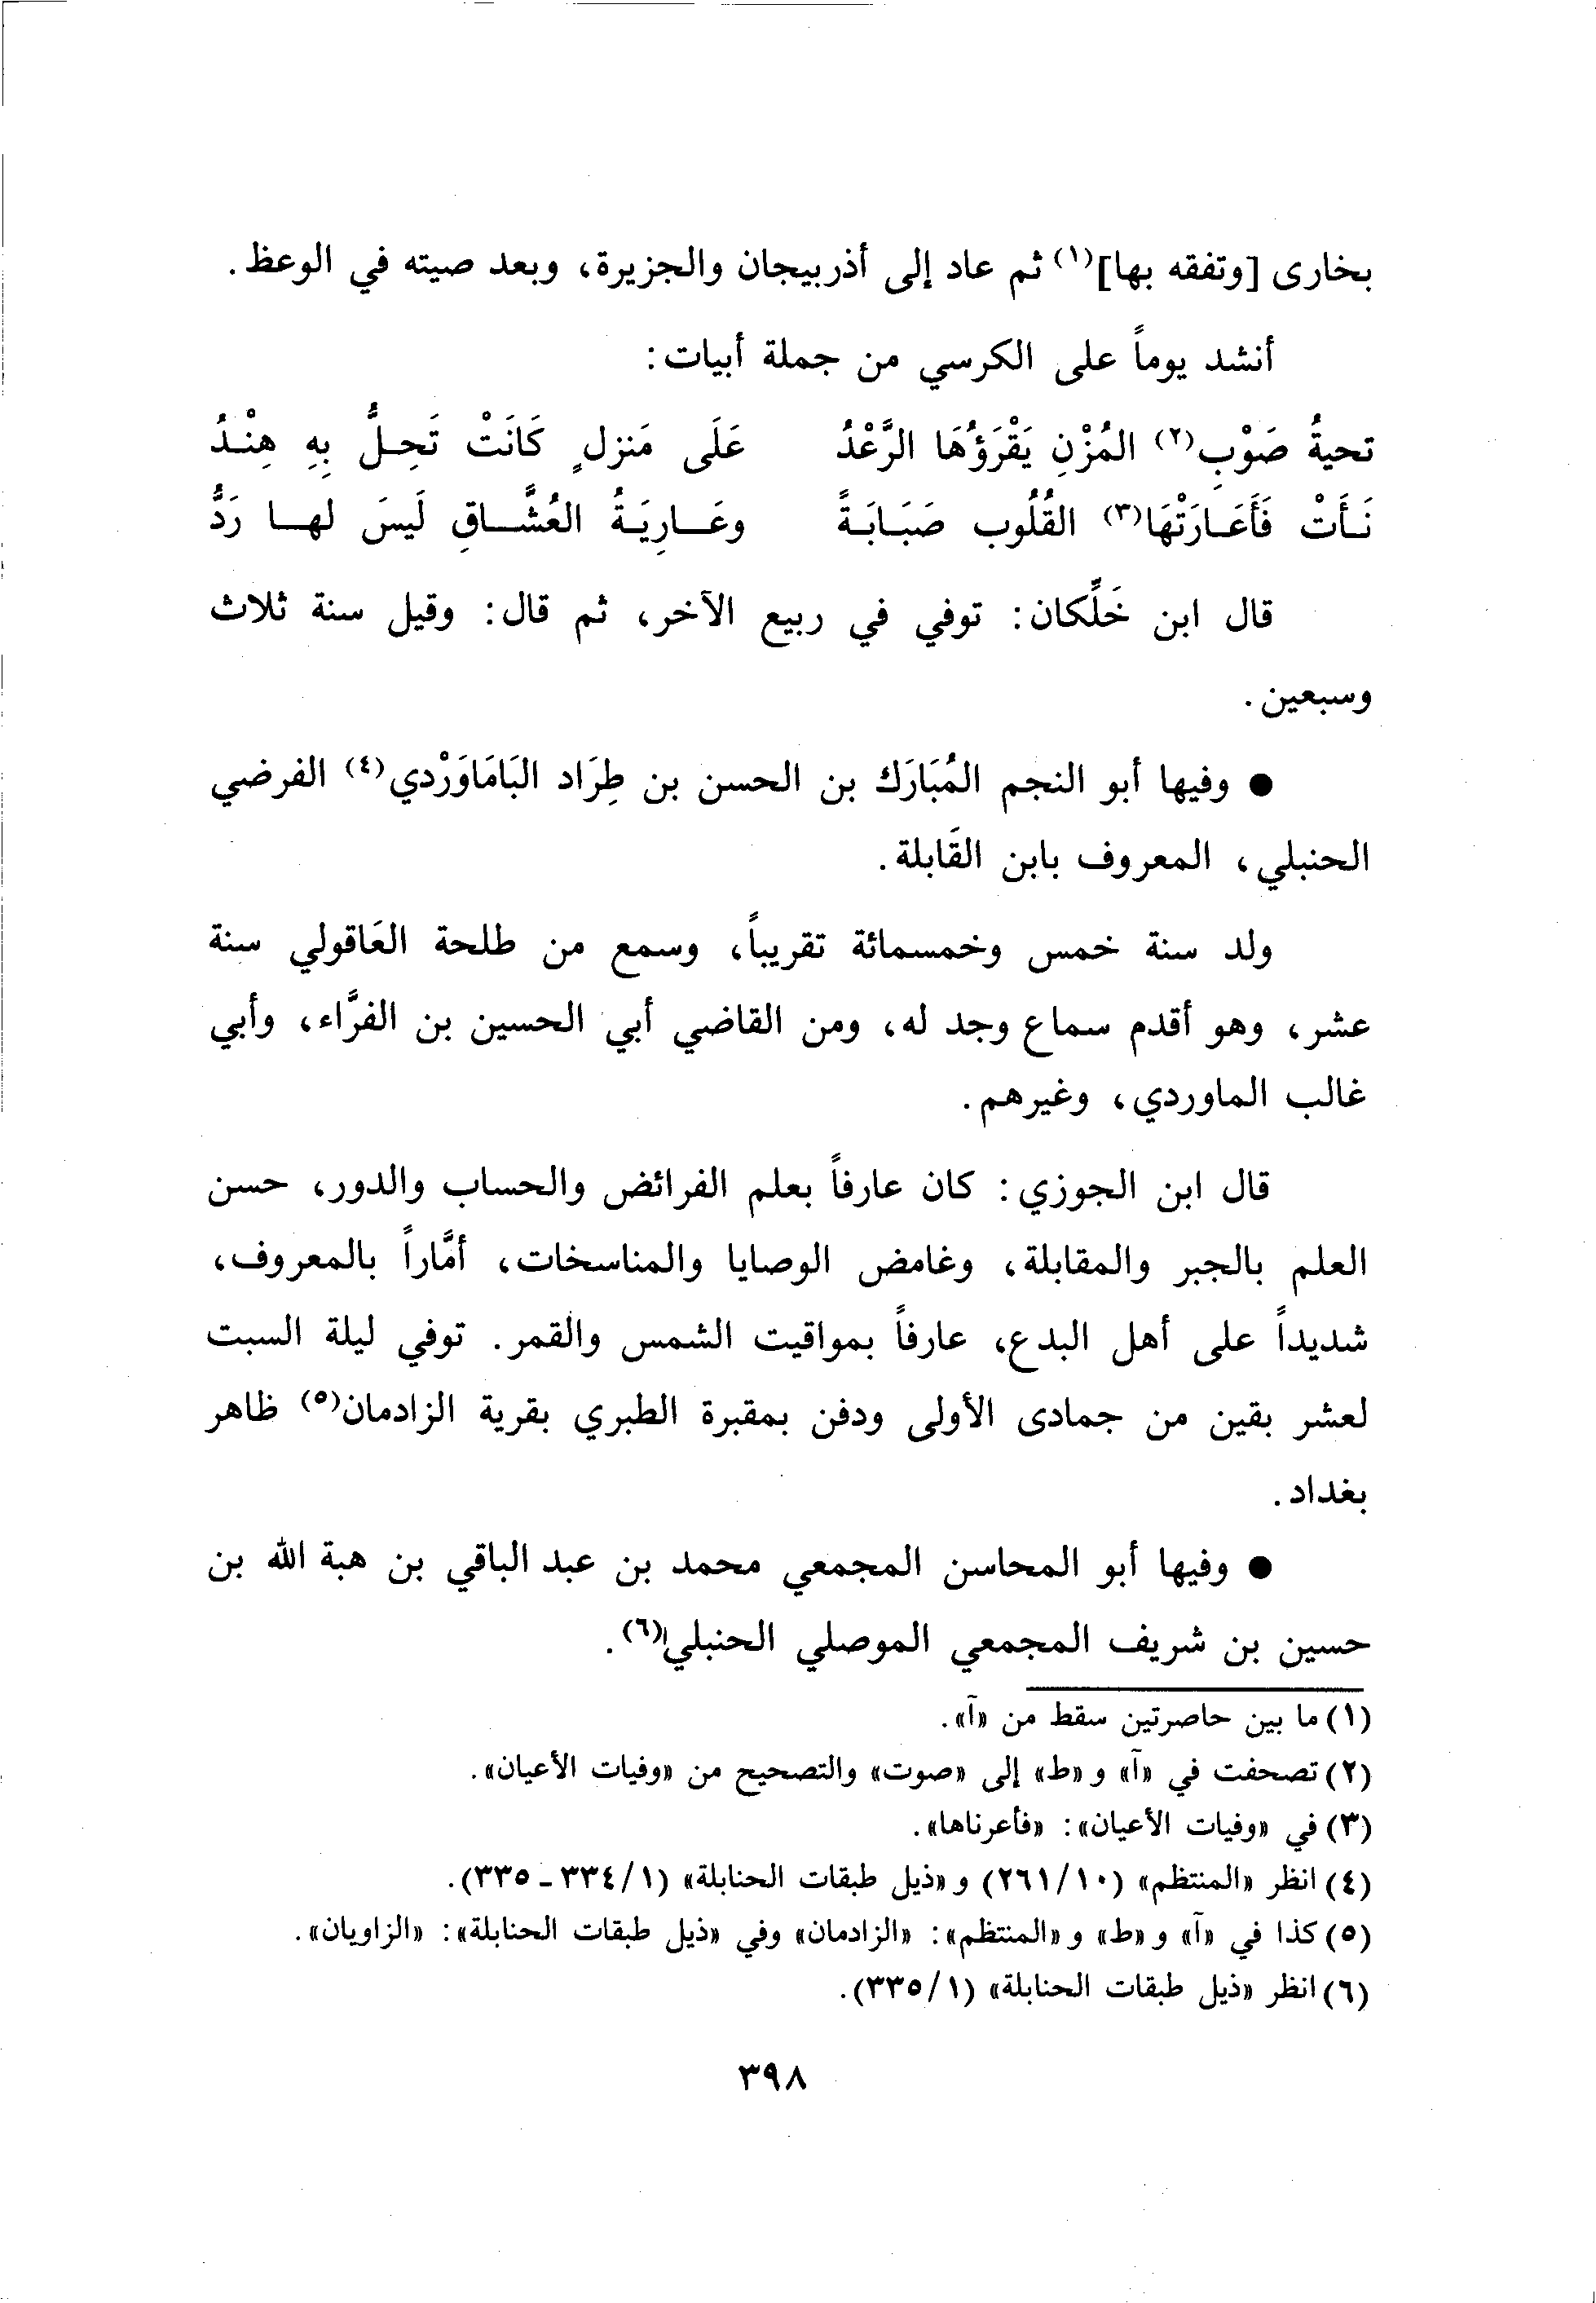 بخارى [وتفقه بها](١) ثم عاد إلى أذربيجان والجزيرة، وبعد صيته في الوعظ.
أنشد يوماً على الكرسي من جملة أبيات:
تحيةُ صَوْبِ(٢) المُزْنِ يَقْرَؤُهَا الرَّعْدُ عَلَى مَنزلٍ كَانَتْ تَحِلُّ بِهِ هِنْدُ
نَأَتْ فَأَعَارَتْهَا(٣) القُلُوب صَبَابَةً وعَارِيَةُ العُشَّاقِ لَيسَ لها رَدُّ
قال ابن خَلِّكان: توفي في ربيع الآخر، ثم قال: وقيل سنة ثلاث
وسبعين.
● وفيها أبو النجم المُبَارَك بن الحسن بن طِرَاد البَامَاوَرْدي(٤) الفرضي
الحنبلي، المعروف بابن القَابلة.
ولد سنة خمس وخمسمائة تقريباً، وسمع من طلحة العَاقولي سنة
عشر، وهو أقدم سماع وجد له، ومن القاضي أبي الحسين بن الفرَّاء، وأبي
غالب الماوردي، وغيرهم.
قال ابن الجوزي: كان عارفاً بعلم الفرائض والحساب والدور، حسن
العلم بالجبر والمقابلة، وغامض الوصايا والمناسخات، أمَّاراً بالمعروف،
شديداً على أهل البدع، عارفاً بمواقيت الشمس والقمر. توفي ليلة السبت
لعشر بقين من جمادى الأولى ودفن بمقبرة الطبري بقرية الزادمان(٥) ظاهر
بغداد.
● وفيها أبو المحاسن المجمعي محمد بن عبد الباقي بن هبة الله بن
حسين بن شريف المجمعي الموصلي الحنبلي(٦).
(١) ما بين حاصرتين سقط من «آ».
(٢) تصحفت في «آ» و «ط» إلى «صوت» والتصحيح من «وفيات الأعيان».
(٣) في «وفيات الأعيان»: «فأعرناها».
(٤) انظر «المنتظم» (١٠/ ٢٦١) و «ذيل طبقات الحنابلة» (١/ ٣٣٤ - ٣٣٥).
(٥) كذا في «آ» و «ط» و «المنتظم»: «الزادمان» وفي «ذيل طبقات الحنابلة»: «الزاويان».
(٦) انظر «ذيل طبقات الحنابلة» (١/ ٣٣٥).
٣٩٨